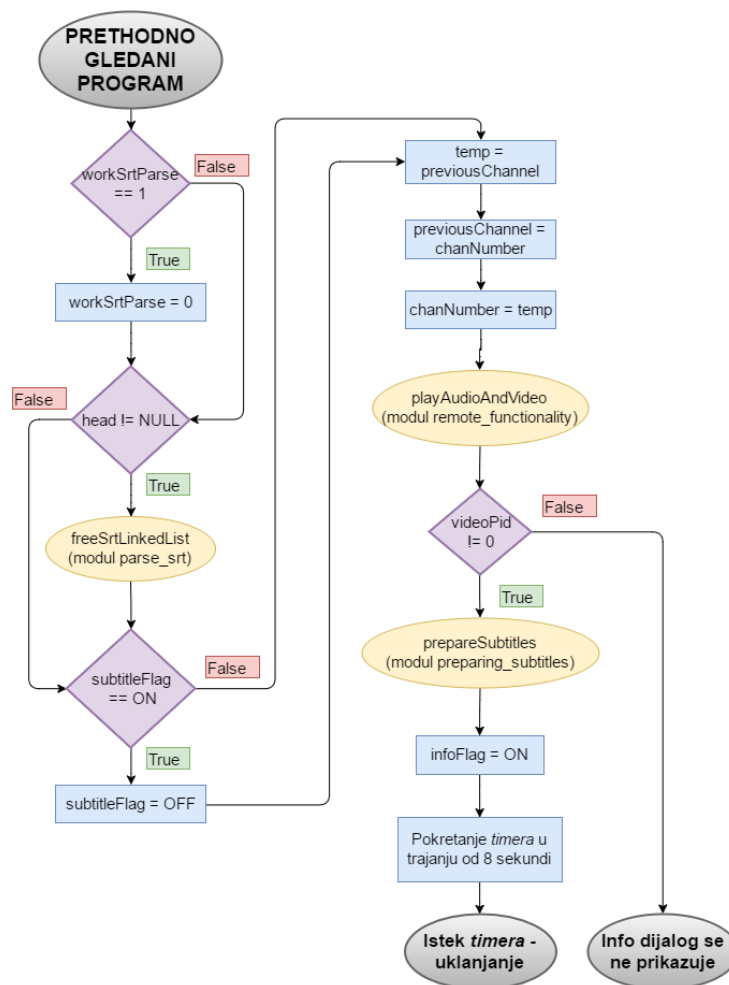 PRETHODNO
GLEDANI
PROGRAM
workSrtParse
== 1
False
True
workSrtParse = 0
head != NULL
False
True
freeSrtLinkedList
(modul parse_srt)
subtitleFlag
== ON
False
True
subtitleFlag = OFF
temp =
previousChannel
previousChannel =
chanNumber
chanNumber = temp
playAudioAndVideo
(modul remote_functionality)
videoPid
!= 0
False
True
prepareSubtitles
(modul preparing_subtitles)
infoFlag = ON
Pokretanje timera u
trajanju od 8 sekundi
Istek timera -
uklanjanje
Info dijalog se
ne prikazuje